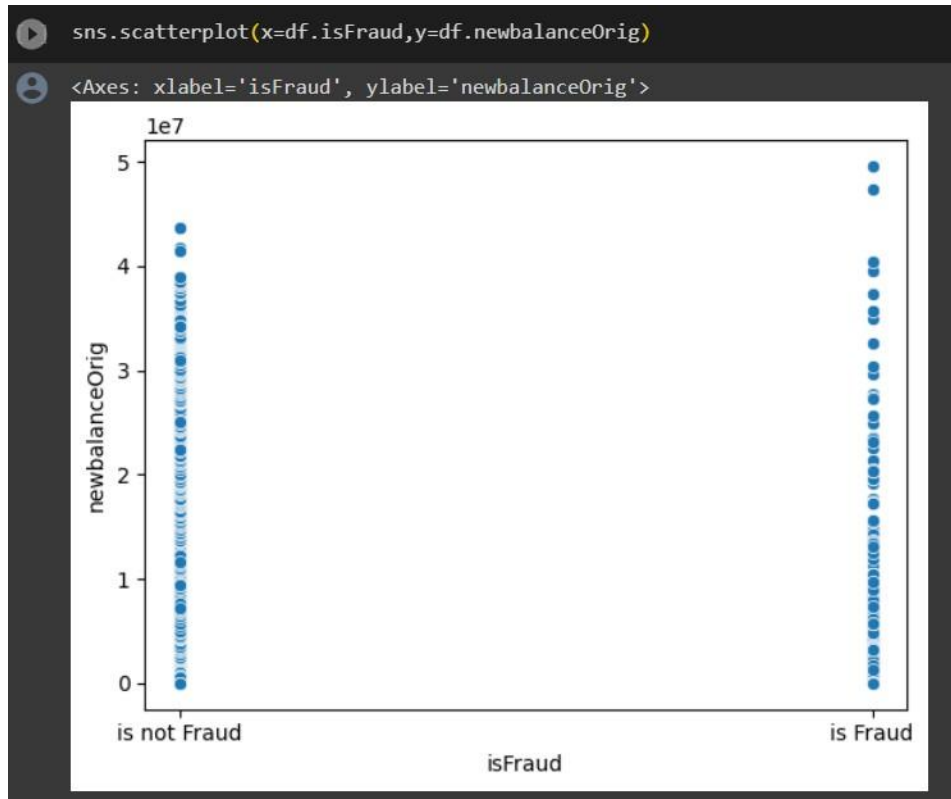 sns.scatterplot(x=df.isFraud,y=df.newbalanceOrig)
<Axes: xlabel='isFraud', ylabel='newbalanceOrig'>
1e7
5
4
3
2
1
0
newbalanceOrig
is not Fraud
is Fraud
isFraud